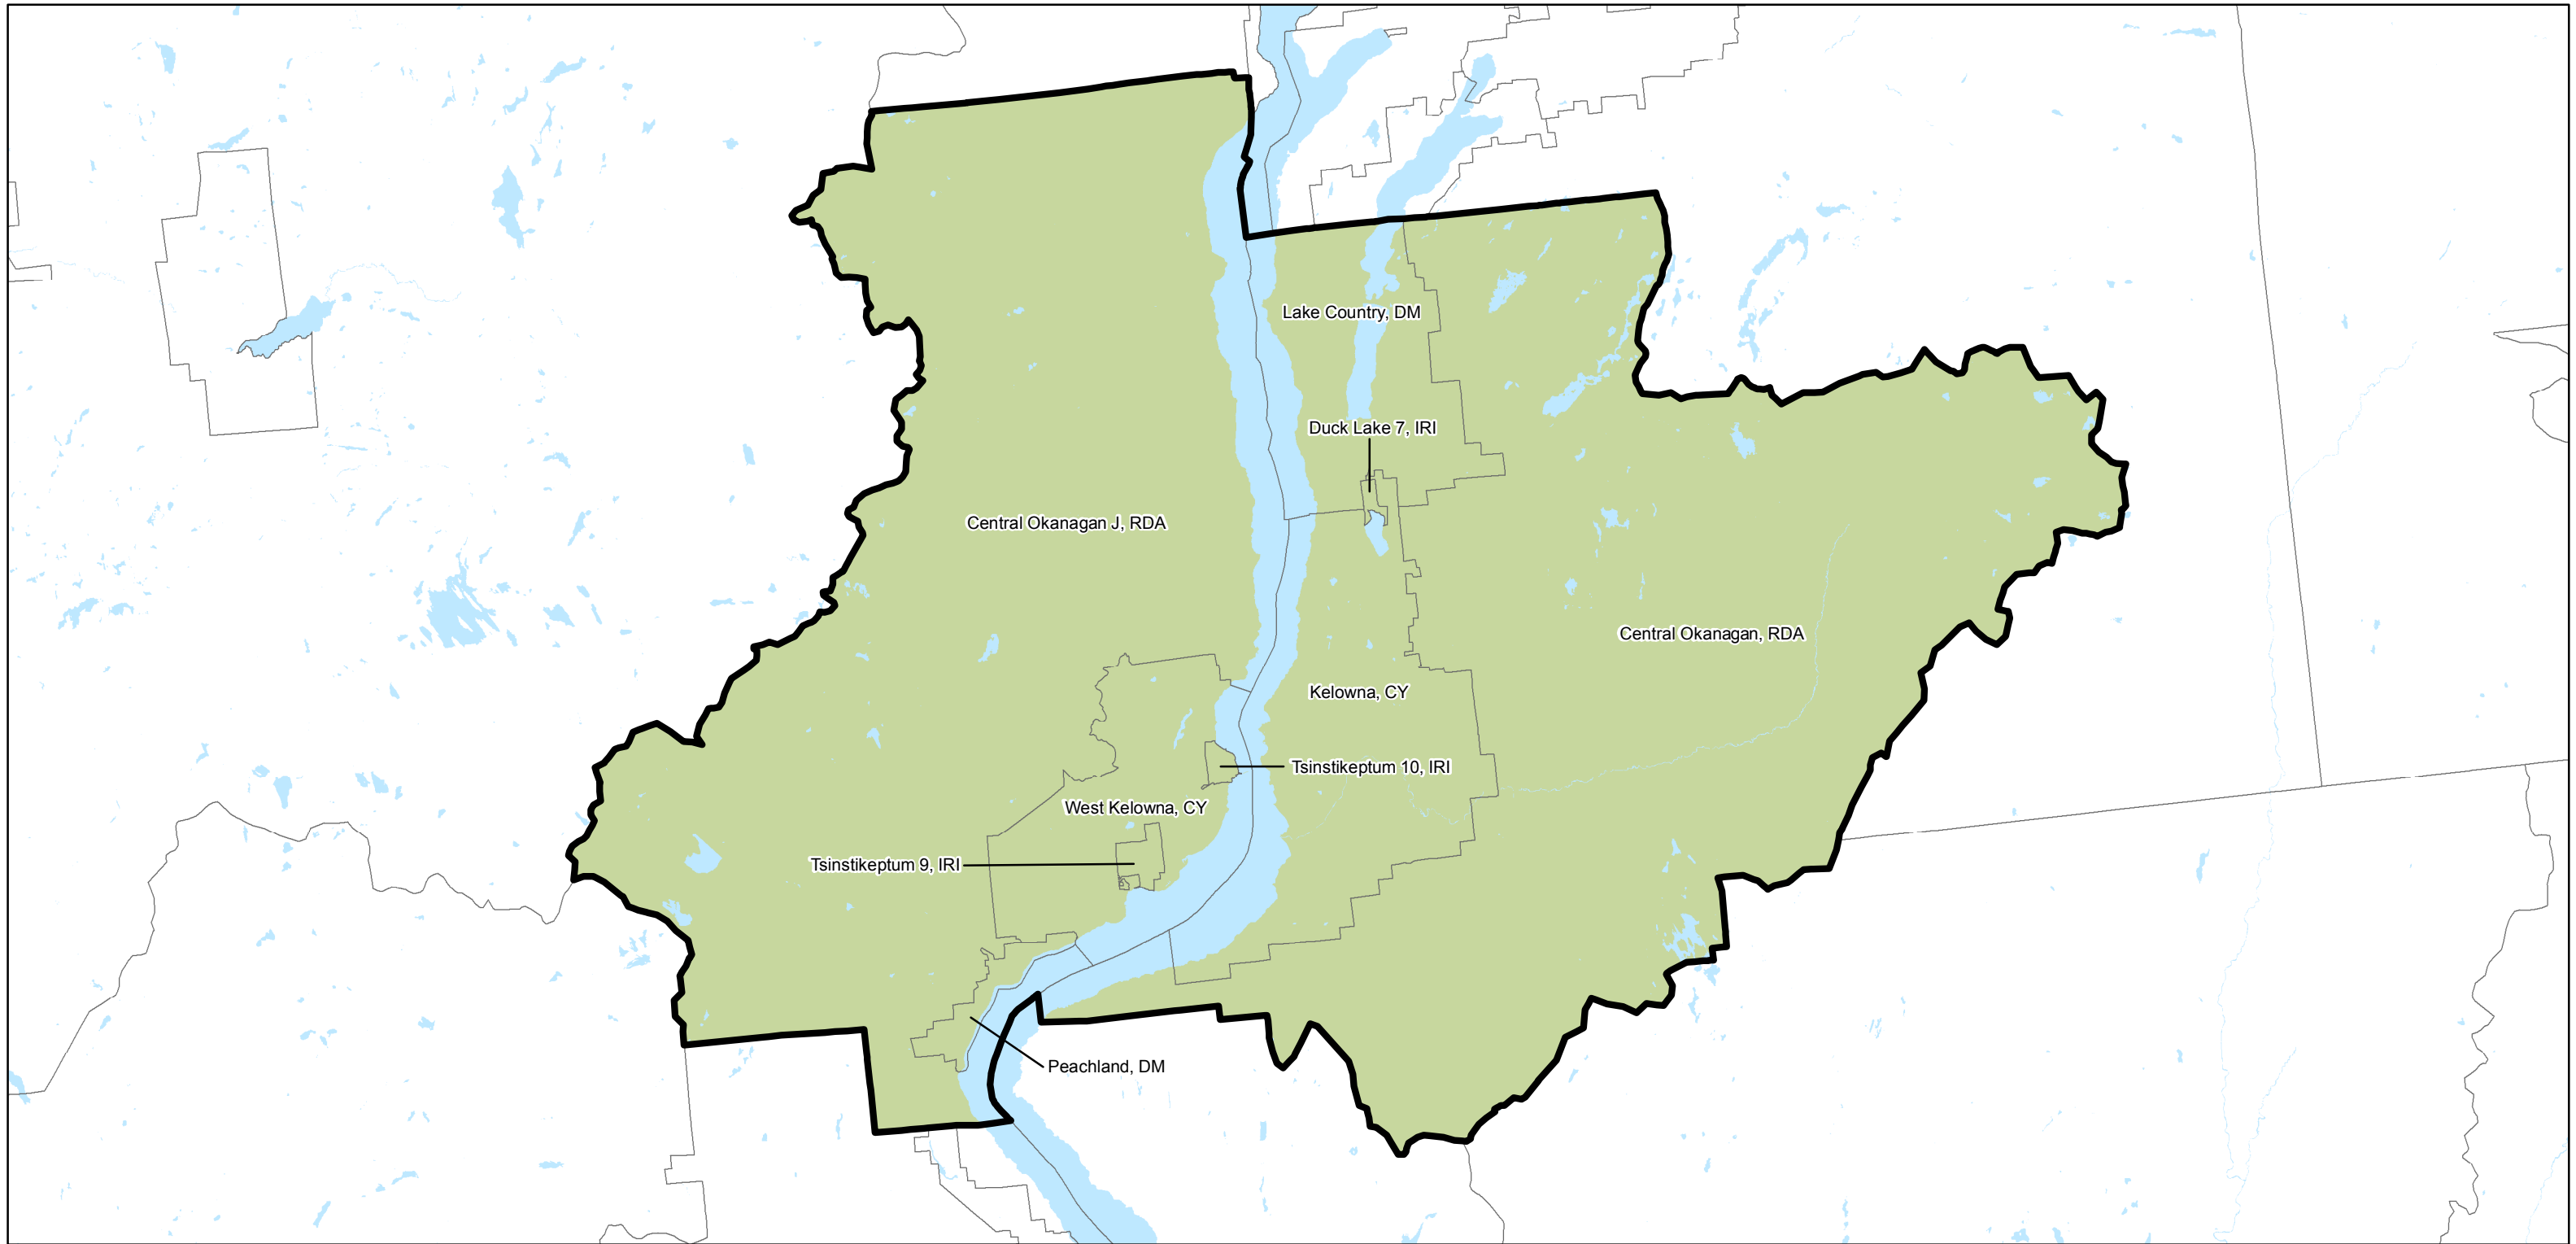 Lake Country, DM
Duck Lake 7, IRI
Central Okanagan J, RDA
Central Okanagan, RDA
Kelowna, CY
Tsinstikeptum 10, IRI
West Kelowna, CY
Tsinstikeptum 9, IRI
Peachland, DM